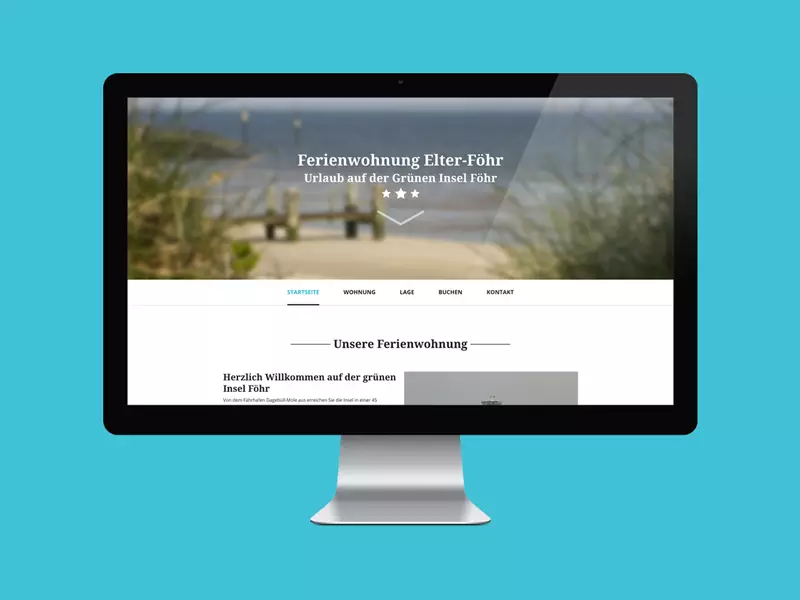 Ferienwohnung Elter-Föhr
Urlaub auf der Grünen Insel Föhr
STARTSEITE WOHNUNG LAGE BUCHEN KONTAKT
Unsere Ferienwohnung
Herzlich Willkommen auf der grünen
Insel Föhr
Von dem Fährhafen Dagebüll-Mole aus erreichen Sie die Insel in einer 45